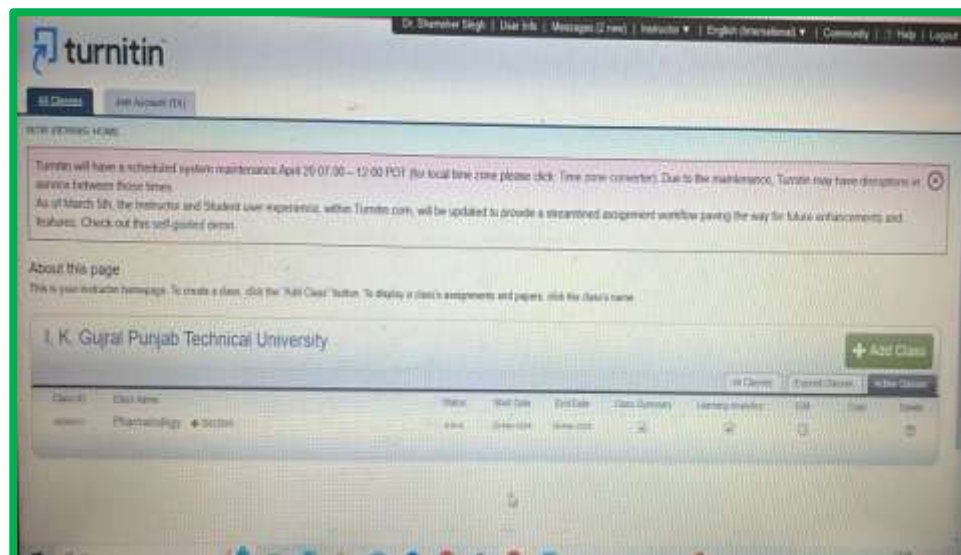 Dr. Shamsher Singh | User Info | Messages (2 new) | Instructor ▼ | English (International) ▼ | Community | ? Help | Logout
turnitin
All Classes
Join Account (TA)
NOW VIEWING: HOME
Turnitin will have a scheduled system maintenance April 20 07:00 – 12:00 PDT (for local time zone please click: Time zone converter). Due to the maintenance, Turnitin may have disruptions in
service between those times.
As of March 5th, the Instructor and Student user experience, within Turnitin.com, will be updated to provide a streamlined assignment workflow paving the way for future enhancements and
features. Check out this self-guided demo.
About this page
This is your instructor homepage. To create a class, click the "Add Class" button. To display a class's assignments and papers, click the class's name.
I. K. Gujral Punjab Technical University
+ Add Class
All Classes Expired Classes Active Classes
Class ID Class Name Status Start Date End Date Class Summary Learning Analytics Edit Copy Delete
Pharmacology + Section